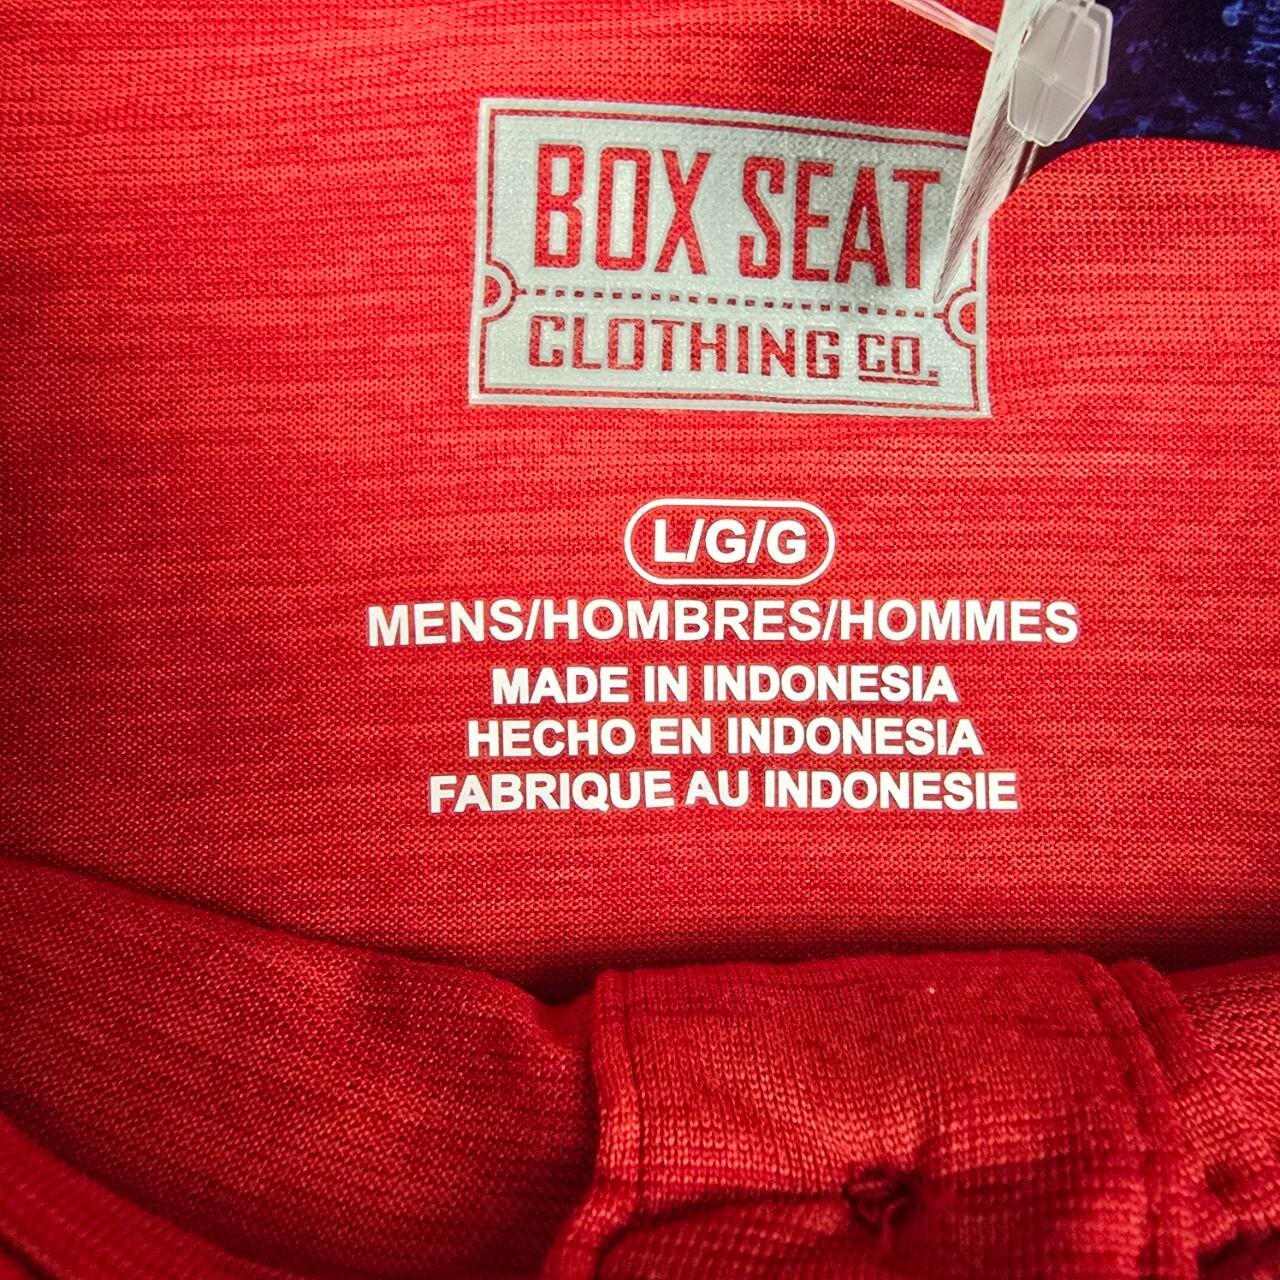 BOX SEAT
CLOTHING CO.
L/G/G
MENS/HOMBRES/HOMMES
MADE IN INDONESIA
HECHO EN INDONESIA
FABRIQUE AU INDONESIE